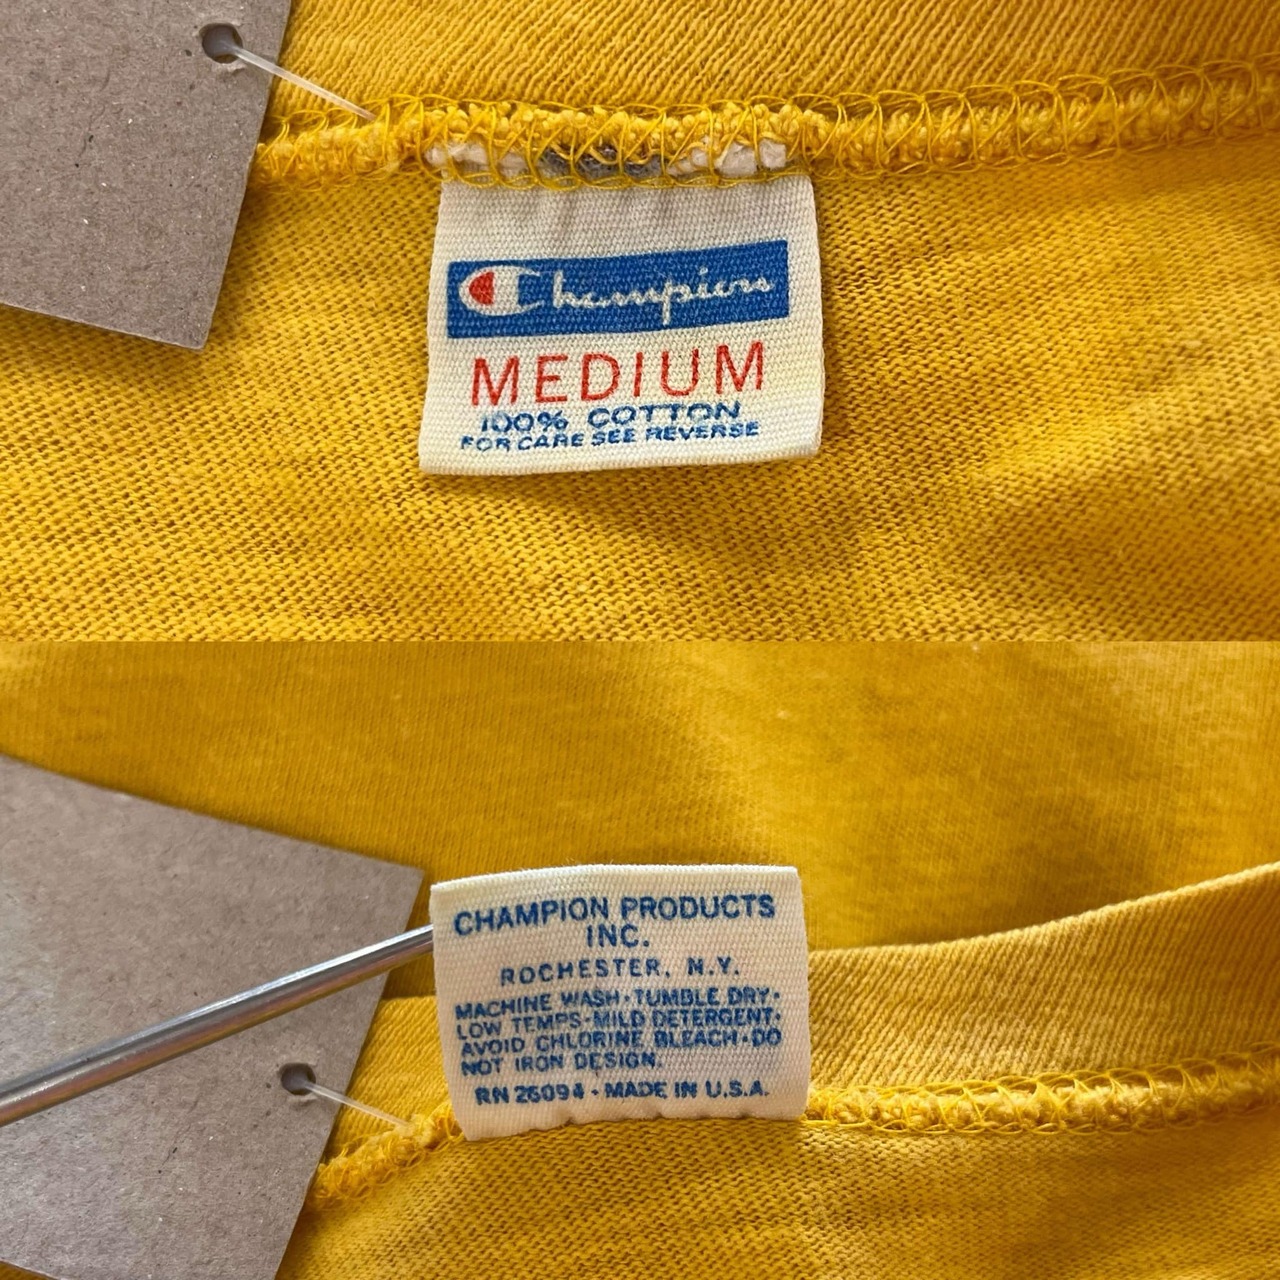 Champion
MEDIUM
100% COTTON
FOR CARE SEE REVERSE
CHAMPION PRODUCTS
INC.
ROCHESTER, N.Y.
MACHINE WASH·TUMBLE DRY·
LOW TEMPS·MILD DETERGENT·
AVOID CHLORINE BLEACH·DO
NOT IRON DESIGN.
RN 26094 · MADE IN U.S.A.